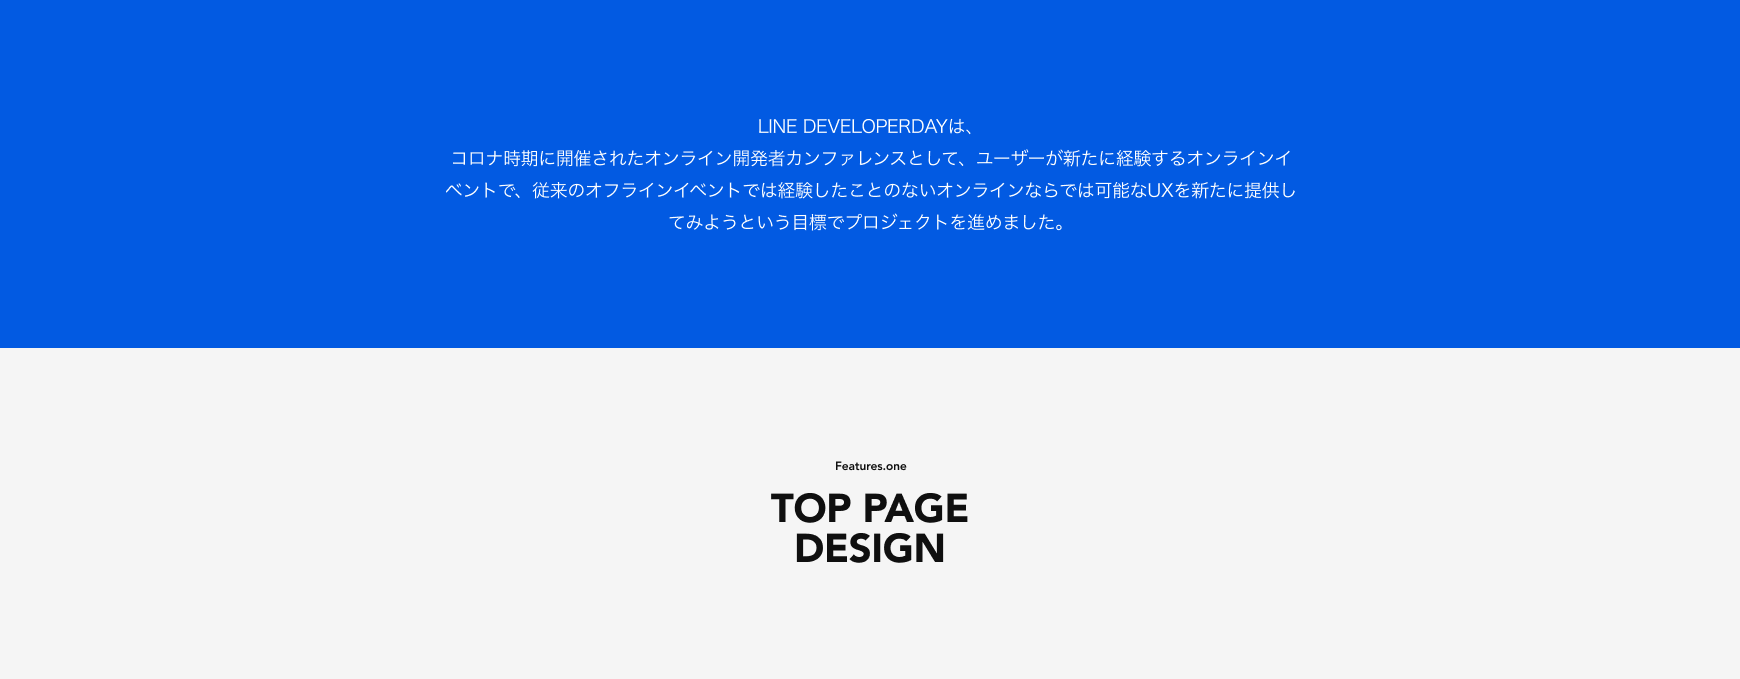 LINE DEVELOPERDAYは、
コロナ時期に開催されたオンライン開発者カンファレンスとして、ユーザーが新たに経験するオンラインイ
ベントで、従来のオフラインイベントでは経験したことのないオンラインならでは可能なUXを新たに提供し
てみようという目標でプロジェクトを進めました。
Features.one
TOP PAGE
DESIGN